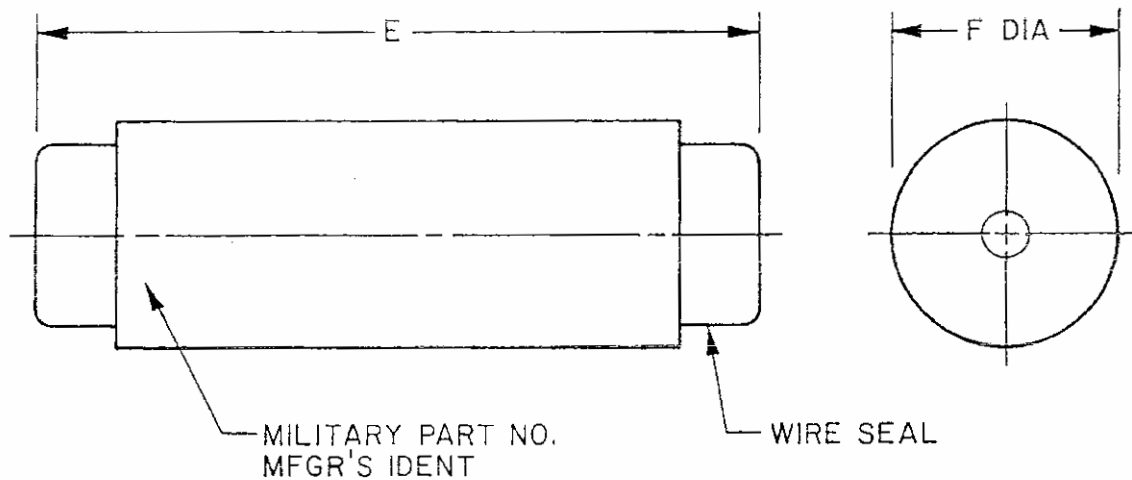 E
F DIA
MILITARY PART NO.
MFGR'S IDENT
WIRE SEAL